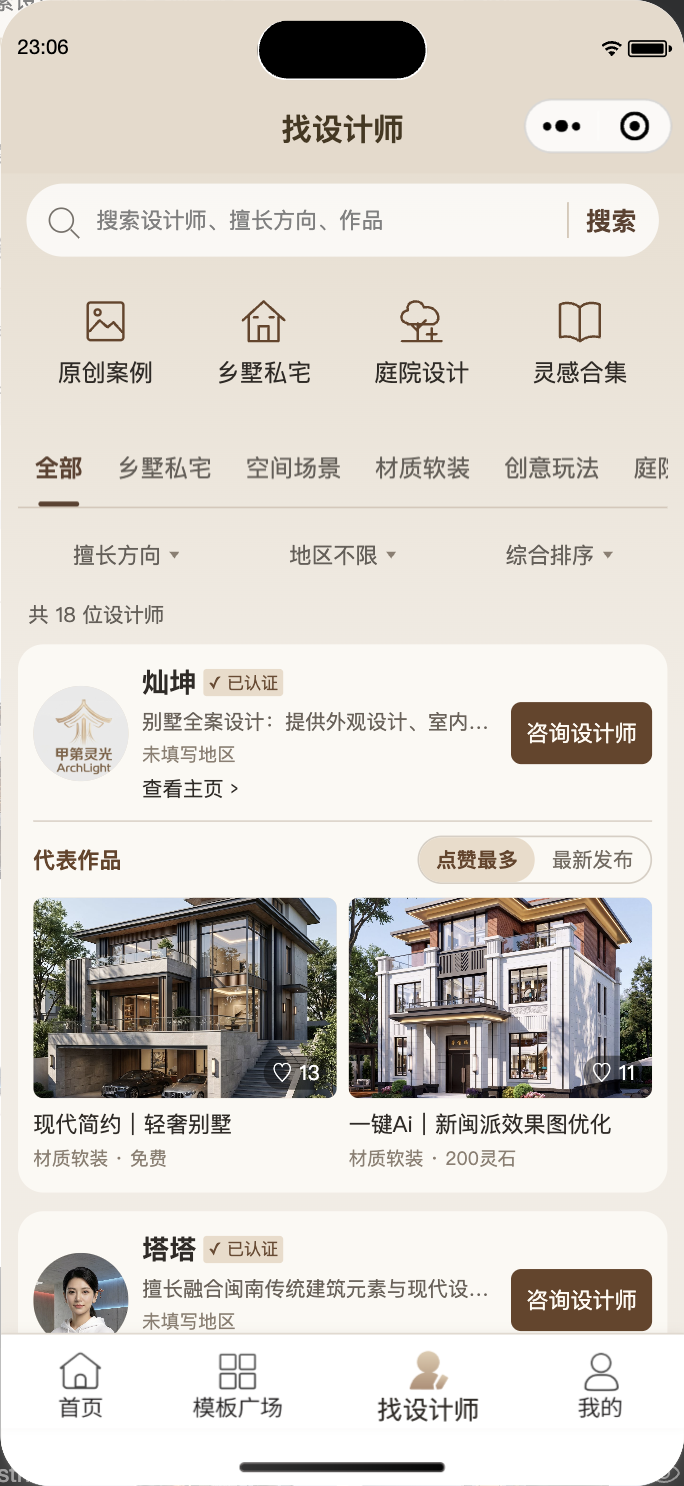 23:06
找设计师
搜索设计师、擅长方向、作品
搜索
原创案例 乡墅私宅 庭院设计 灵感合集
全部 乡墅私宅 空间场景 材质软装 创意玩法 庭院
擅长方向 地区不限 综合排序
共 18 位设计师
甲第灵光
ArchLight
灿坤 ✓ 已认证
别墅全案设计：提供外观设计、室内...
未填写地区
查看主页 >
咨询设计师
代表作品
点赞最多 最新发布
13
11
现代简约｜轻奢别墅
材质软装 · 免费
一键Ai｜新闽派效果图优化
材质软装 · 200灵石
塔塔 ✓ 已认证
擅长融合闽南传统建筑元素与现代设...
未填写地区
咨询设计师
首页 模板广场 找设计师 我的